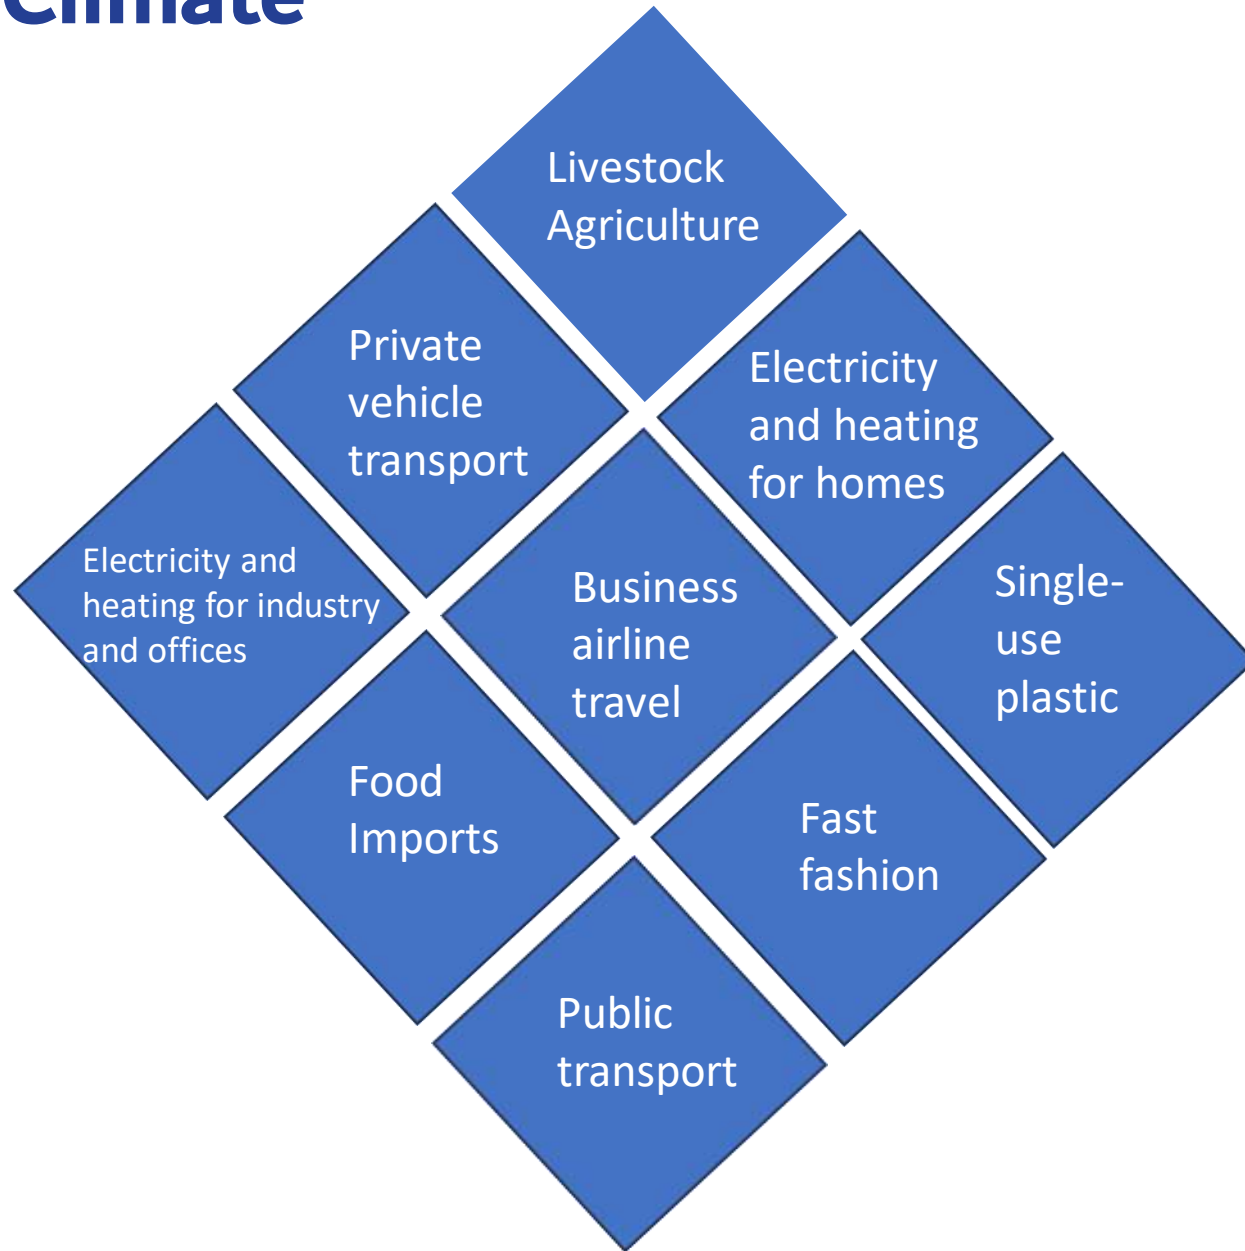 Climate
Livestock
Agriculture
Private
vehicle
transport
Electricity
and heating
for homes
Electricity and
heating for industry
and offices
Business
airline
travel
Single-
use
plastic
Food
Imports
Fast
fashion
Public
transport